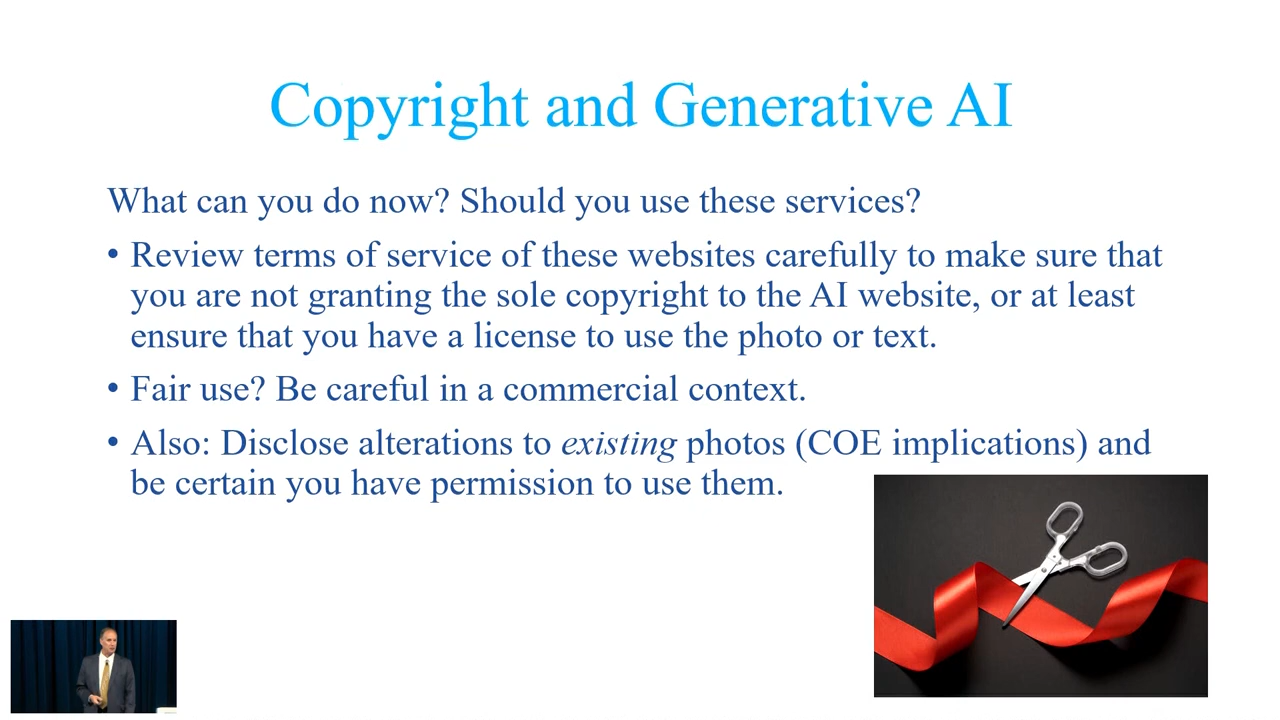 Copyright and Generative AI
What can you do now? Should you use these services?
• Review terms of service of these websites carefully to make sure that
you are not granting the sole copyright to the AI website, or at least
ensure that you have a license to use the photo or text.
• Fair use? Be careful in a commercial context.
• Also: Disclose alterations to existing photos (COE implications) and
be certain you have permission to use them.